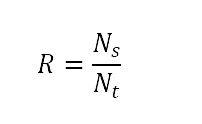 R = N_s / N_t